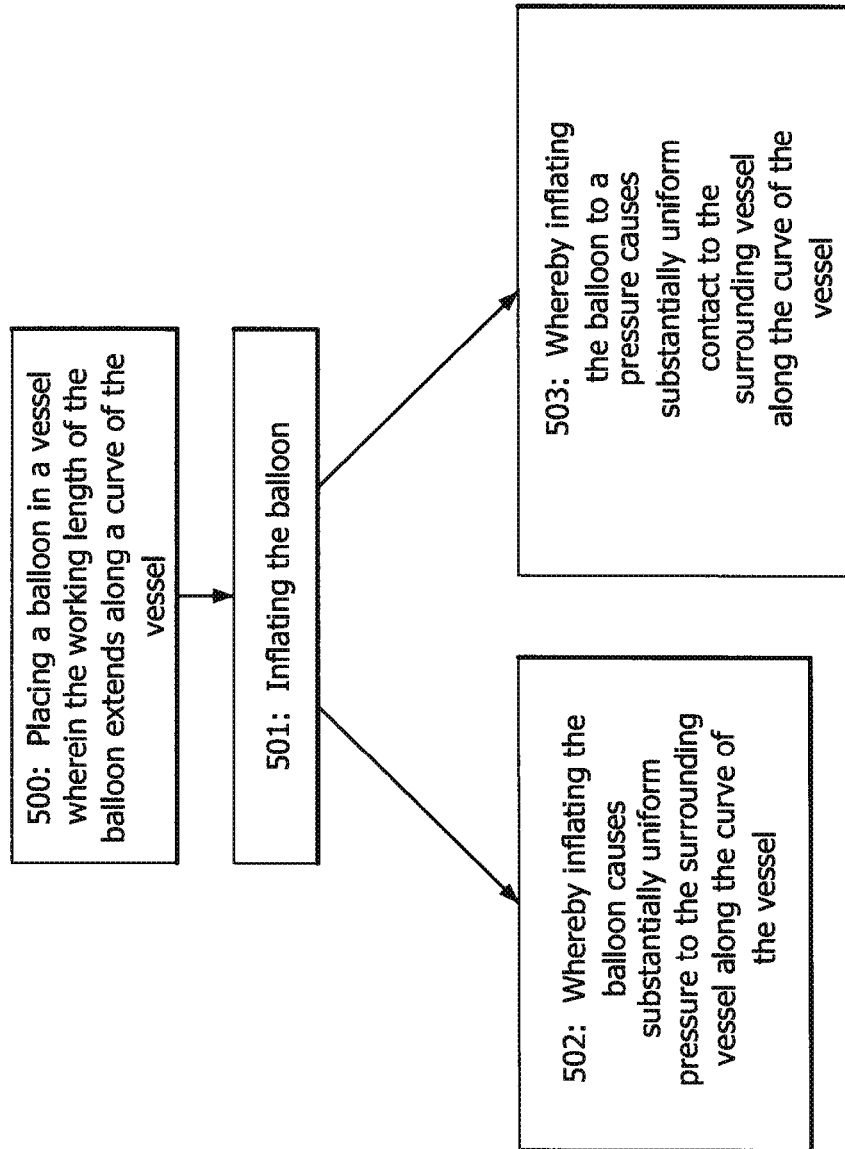 500: Placing a balloon in a vessel
wherein the working length of the
balloon extends along a curve of the
vessel
501: Inflating the balloon
502: Whereby inflating the
balloon causes
substantially uniform
pressure to the surrounding
vessel along the curve of
the vessel
503: Whereby inflating
the balloon to a
pressure causes
substantially uniform
contact to the
surrounding vessel
along the curve of the
vessel